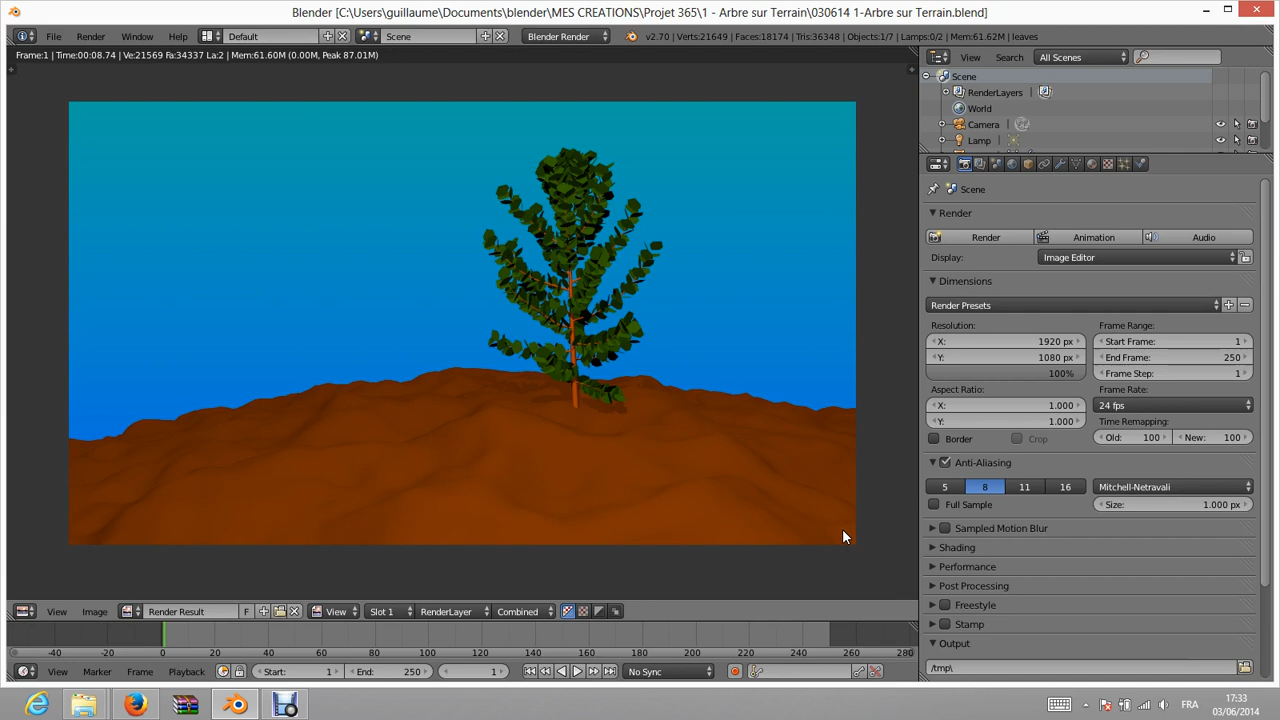 Blender [C:\Users\guillaume\Documents\blender\MES CREATIONS\Projet 365\1 - Arbre sur Terrain\030614 1-Arbre sur Terrain.blend]
File Render Window Help Default Scene Blender Render v2.70 | Verts:21649 | Faces:18174 | Tris:36348 | Objects:1/7 | Lamps:0/2 | Mem:61.62M | leaves
Frame:1 | Time:00:08.74 | Ve:21569 Fa:34337 La:2 | Mem:61.60M (0.00M, Peak 87.01M)
View Search All Scenes
Scene
RenderLayers
World
Camera
Lamp
Scene
Render
Render Animation Audio
Display: Image Editor
Dimensions
Render Presets
Resolution: Frame Range:
X: 1920 px Start Frame: 1
Y: 1080 px End Frame: 250
100% Frame Step: 1
Aspect Ratio: Frame Rate:
X: 1.000 24 fps
Y: 1.000 Time Remapping:
Border Crop Old: 100 New: 100
Anti-Aliasing
5 8 11 16 Mitchell-Netravali
Full Sample Size: 1.000 px
Sampled Motion Blur
Shading
Performance
Post Processing
Freestyle
Stamp
Output
/tmp\
View Image Render Result F View Slot 1 RenderLayer Combined
-40 -20 0 20 40 60 80 100 120 140 160 180 200 220 240 260 280
View Marker Frame Playback Start: 1 End: 250 1 No Sync
FRA
17:33
03/06/2014